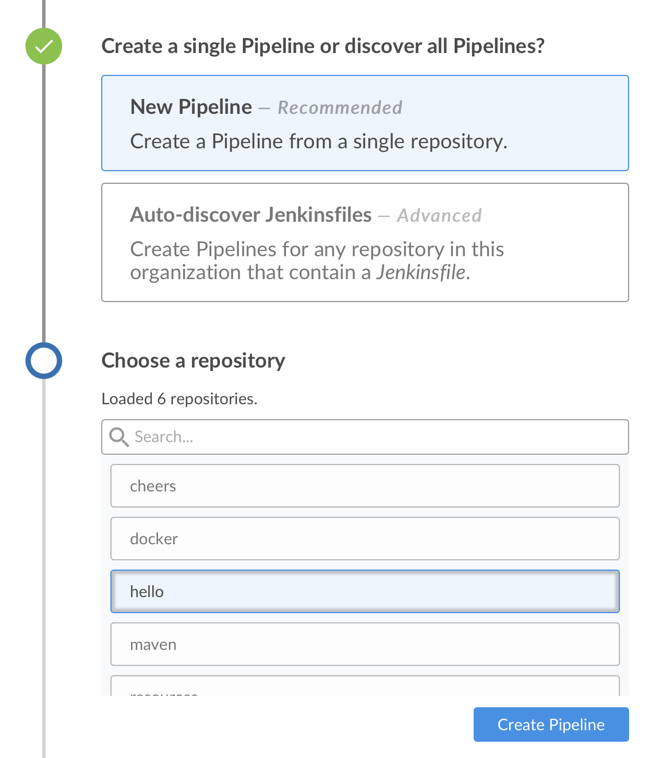 Create a single Pipeline or discover all Pipelines?
New Pipeline — Recommended
Create a Pipeline from a single repository.
Auto-discover Jenkinsfiles — Advanced
Create Pipelines for any repository in this
organization that contain a Jenkinsfile.
Choose a repository
Loaded 6 repositories.
Search...
cheers
docker
hello
maven
Create Pipeline